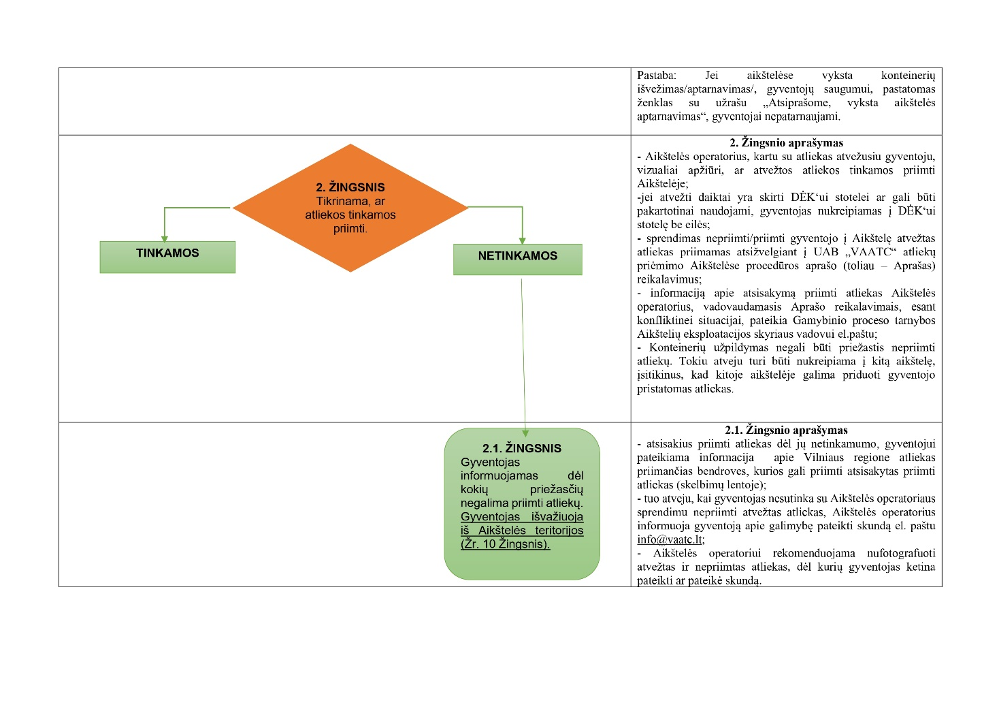 Pastaba: Jei aikštelėse vyksta konteinerių
išvežimas/aptarnavimas/, gyventojų saugumui, pastatomas
ženklas su užrašu „Atsiprašome, vyksta aikštelės
aptarnavimas“, gyventojai nepatarnaujami.
2. ŽINGSNIS
Tikrinama, ar
atliekos tinkamos
priimti.
TINKAMOS
NETINKAMOS
2. Žingsnio aprašymas
- Aikštelės operatorius, kartu su atliekas atvežusiu gyventoju,
vizualiai apžiūri, ar atvežtos atliekos tinkamos priimti
Aikštelėje;
-jei atvežti daiktai yra skirti DĖK‘ui stotelei ar gali būti
pakartotinai naudojami, gyventojas nukreipiamas į DĖK‘ui
stotelę be eilės;
- sprendimas nepriimti/priimti gyventojo į Aikštelę atvežtas
atliekas priimamas atsižvelgiant į UAB „VAATC“ atliekų
priėmimo Aikštelėse procedūros aprašo (toliau – Aprašas)
reikalavimus;
- informaciją apie atsisakymą priimti atliekas Aikštelės
operatorius, vadovaudamasis Aprašo reikalavimais, esant
konfliktinei situacijai, pateikia Gamybinio proceso tarnybos
Aikštelių eksploatacijos skyriaus vadovui el.paštu;
- Konteinerių užpildymas negali būti priežastis nepriimti
atliekų. Tokiu atveju turi būti nukreipiama į kitą aikštelę,
įsitikinus, kad kitoje aikštelėje galima priduoti gyventojo
pristatomas atliekas.
2.1. ŽINGSNIS
Gyventojas
informuojamas dėl
kokių priežasčių
negalima priimti atliekų.
Gyventojas išvažiuoja
iš Aikštelės teritorijos
(Žr. 10 Žingsnis).
2.1. Žingsnio aprašymas
- atsisakius priimti atliekas dėl jų netinkamumo, gyventojui
pateikiama informacija apie Vilniaus regione atliekas
priimančias bendroves, kurios gali priimti atsisakytas priimti
atliekas (skelbimų lentoje);
- tuo atveju, kai gyventojas nesutinka su Aikštelės operatoriaus
sprendimu nepriimti atvežtas atliekas, Aikštelės operatorius
informuoja gyventoją apie galimybę pateikti skundą el. paštu
info@vaatc.lt;
- Aikštelės operatoriui rekomenduojama nufotografuoti
atvežtas ir nepriimtas atliekas, dėl kurių gyventojas ketina
pateikti ar pateikė skundą.